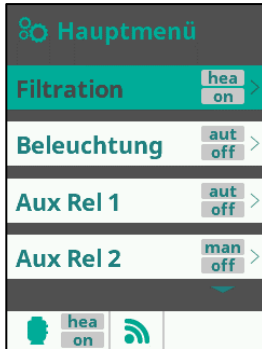 Hauptmenü
Filtration hea
on
Beleuchtung aut
off
Aux Rel 1 aut
off
Aux Rel 2 man
off
hea
on